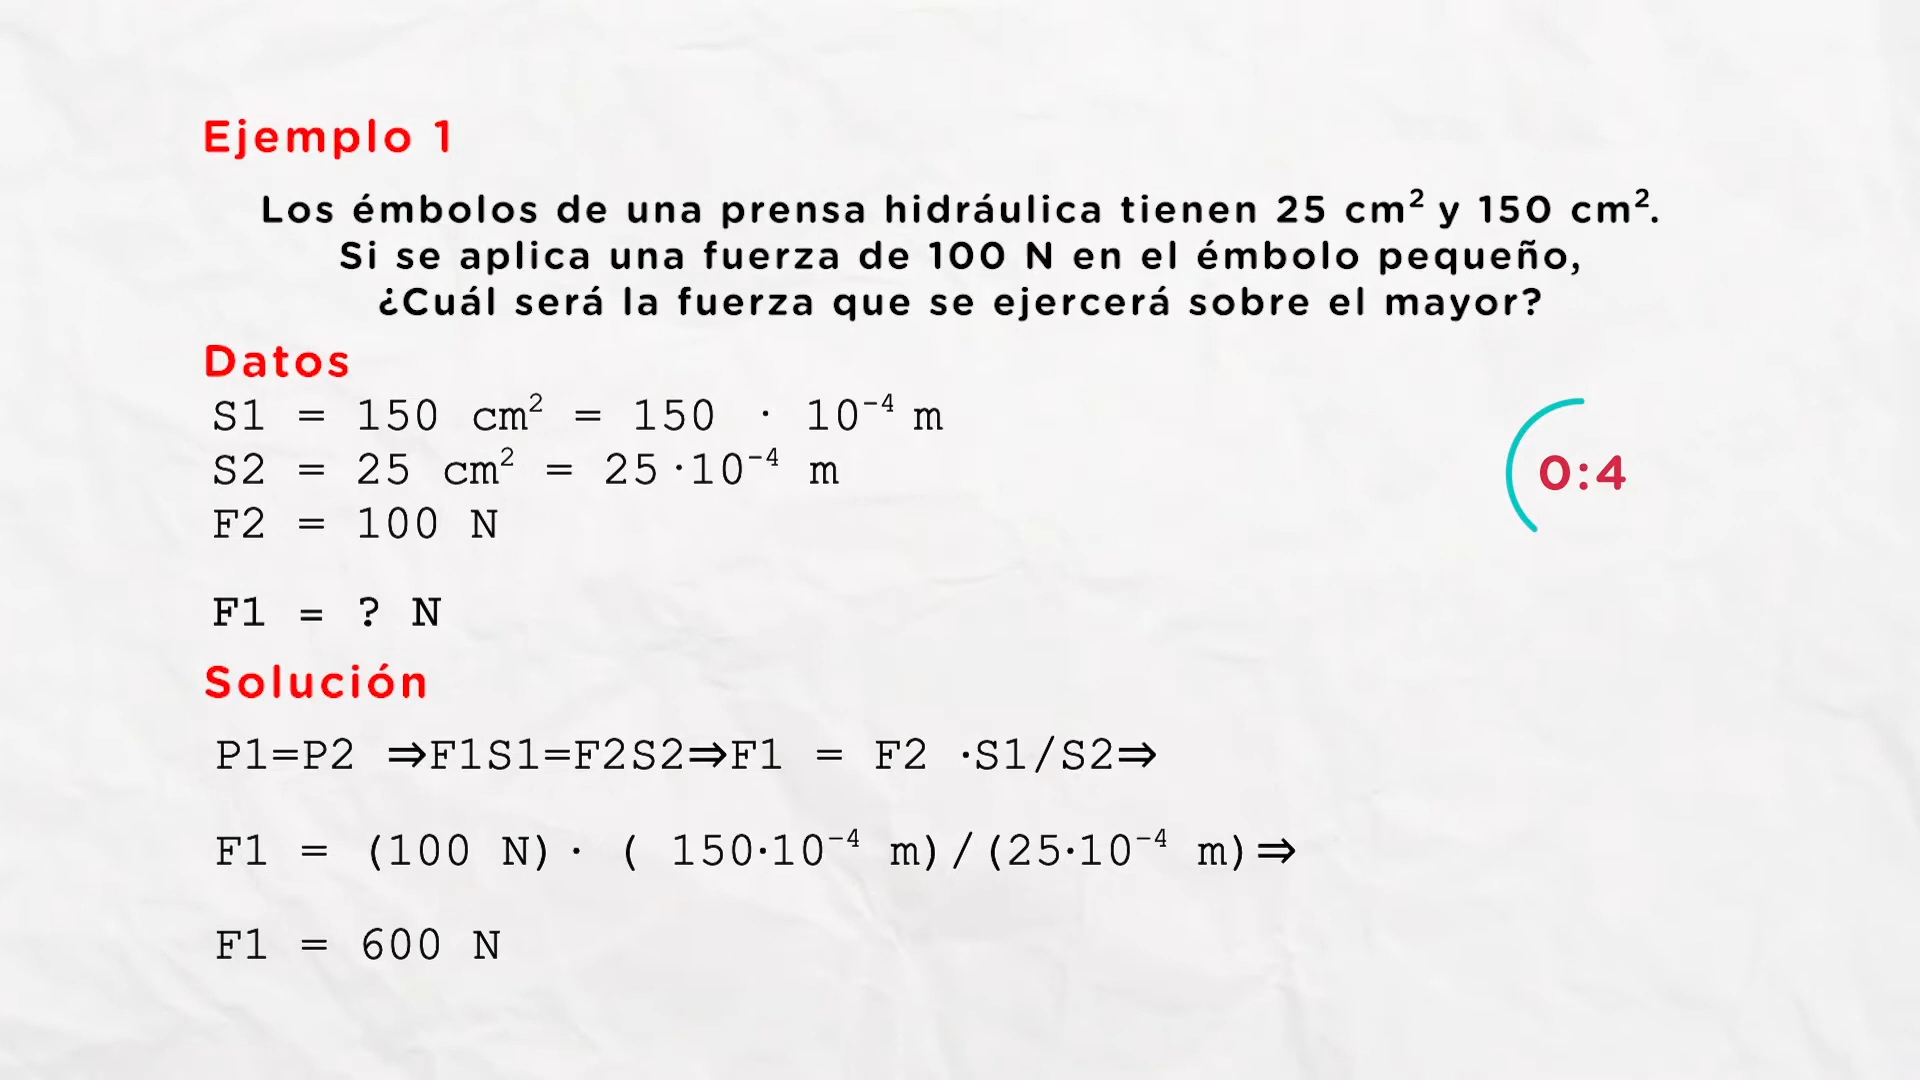 Ejemplo 1
Los émbolos de una prensa hidráulica tienen 25 cm² y 150 cm².
Si se aplica una fuerza de 100 N en el émbolo pequeño,
¿Cuál será la fuerza que se ejercerá sobre el mayor?
Datos
S1 = 150 cm² = 150 · 10⁻⁴ m
S2 = 25 cm² = 25·10⁻⁴ m
0:4
F2 = 100 N
F1 = ? N
Solución
P1=P2 ⇒F1S1=F2S2⇒F1 = F2 ·S1/S2⇒
F1 = (100 N)· ( 150·10⁻⁴ m)/(25·10⁻⁴ m)⇒
F1 = 600 N